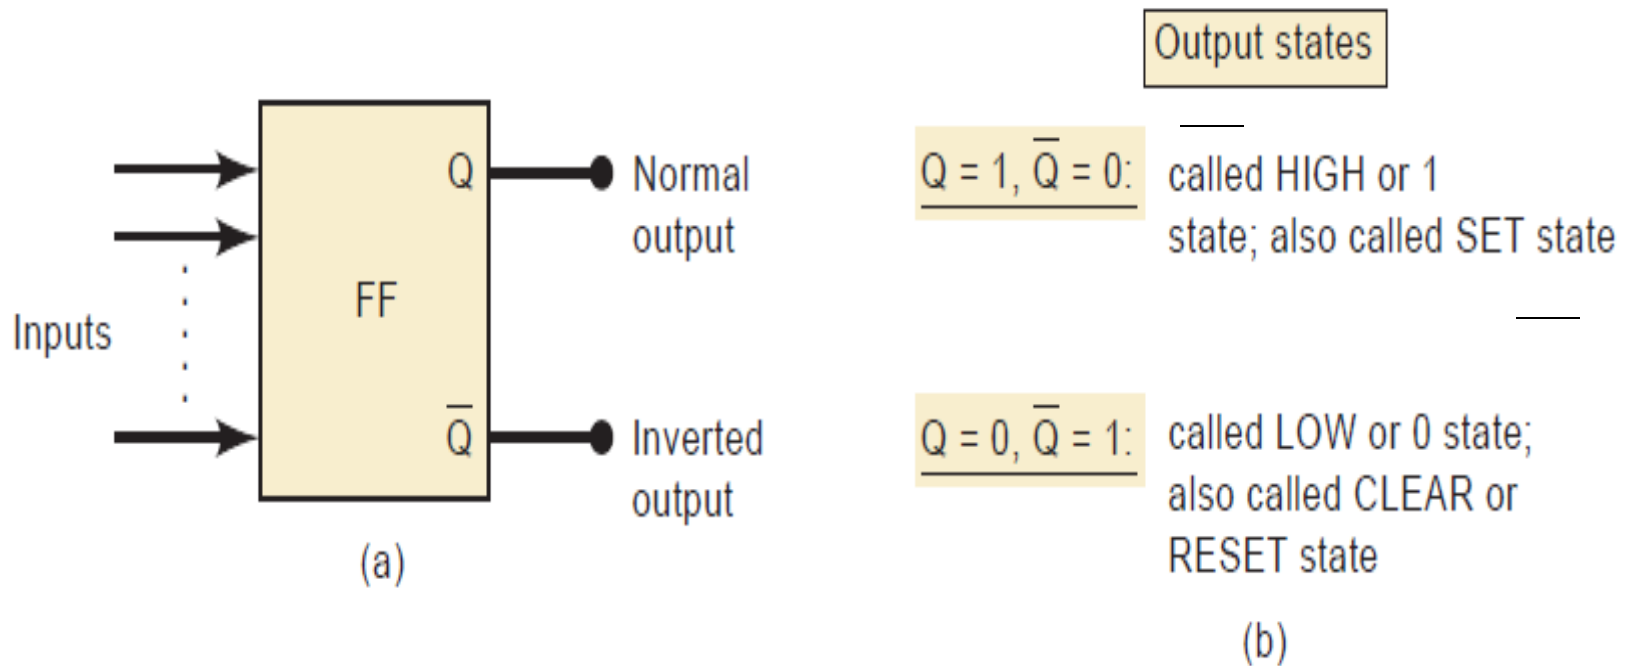 Inputs
FF
Q
Q̅
Normal
output
Inverted
output
(a)
Output states
Q = 1, Q̅ = 0:
called HIGH or 1
state; also called SET state
Q = 0, Q̅ = 1:
called LOW or 0 state;
also called CLEAR or
RESET state
(b)